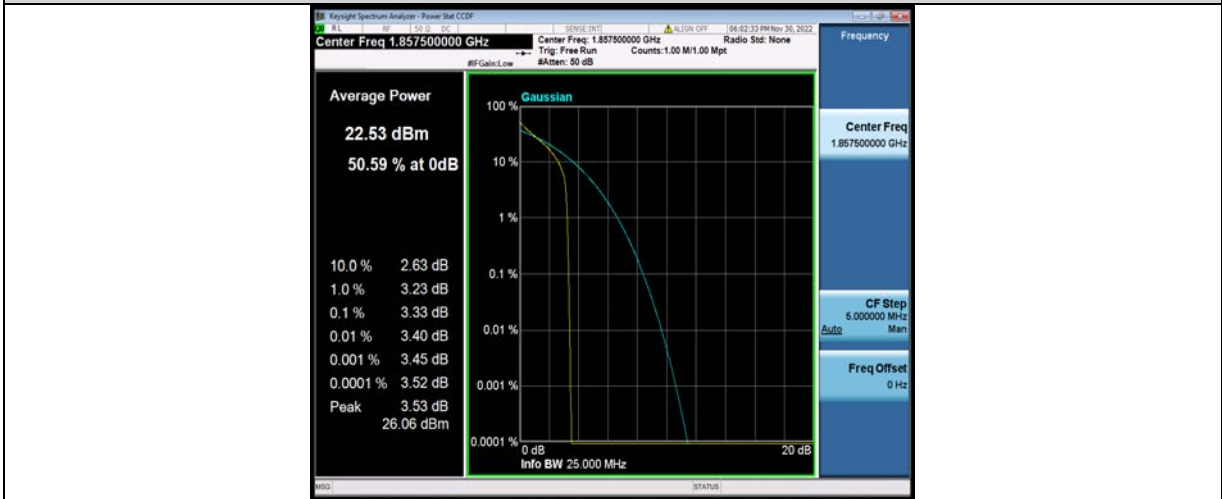 Keysight Spectrum Analyzer - Power Stat CCDF
RL RF 50 Ω DC SENSE:INT ALIGN OFF 06:02:33 PM Nov 30, 2022
Center Freq 1.857500000 GHz
Center Freq: 1.857500000 GHz Radio Std: None
Trig: Free Run Counts:1.00 M/1.00 Mpt
#IFGain:Low #Atten: 50 dB
Frequency
Average Power
22.53 dBm
50.59 % at 0dB
10.0 % 2.63 dB
1.0 % 3.23 dB
0.1 % 3.33 dB
0.01 % 3.40 dB
0.001 % 3.45 dB
0.0001 % 3.52 dB
Peak 3.53 dB
26.06 dBm
Gaussian
100 %
10 %
1 %
0.1 %
0.01 %
0.001 %
0.0001 %
0 dB 20 dB
Info BW 25.000 MHz
Center Freq
1.857500000 GHz
CF Step
5.000000 MHz
Auto Man
Freq Offset
0 Hz
MSG STATUS